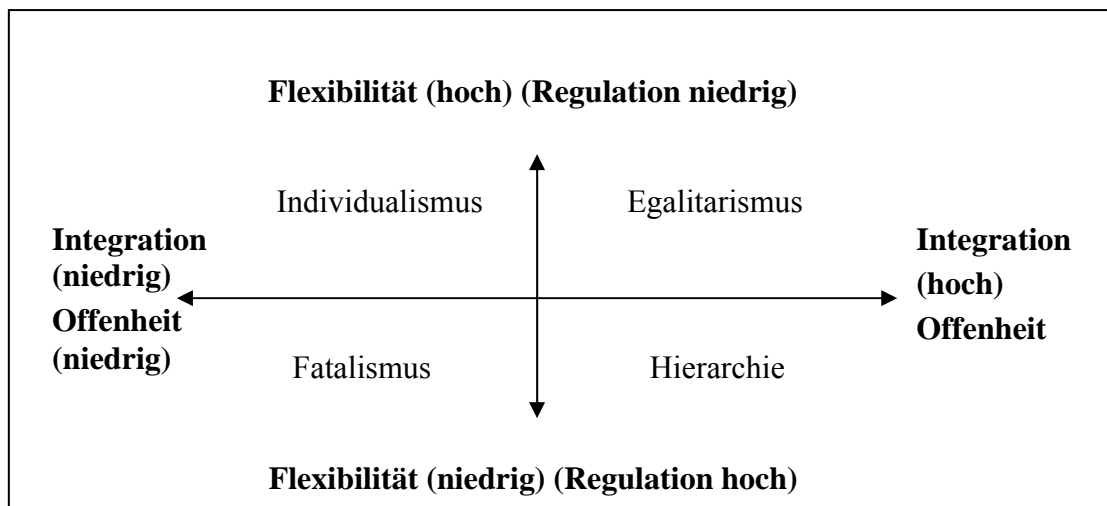 Flexibilität (hoch) (Regulation niedrig)
Individualismus
Egalitarismus
Integration
(niedrig)
Offenheit
(niedrig)
Integration
(hoch)
Offenheit
Fatalismus
Hierarchie
Flexibilität (niedrig) (Regulation hoch)